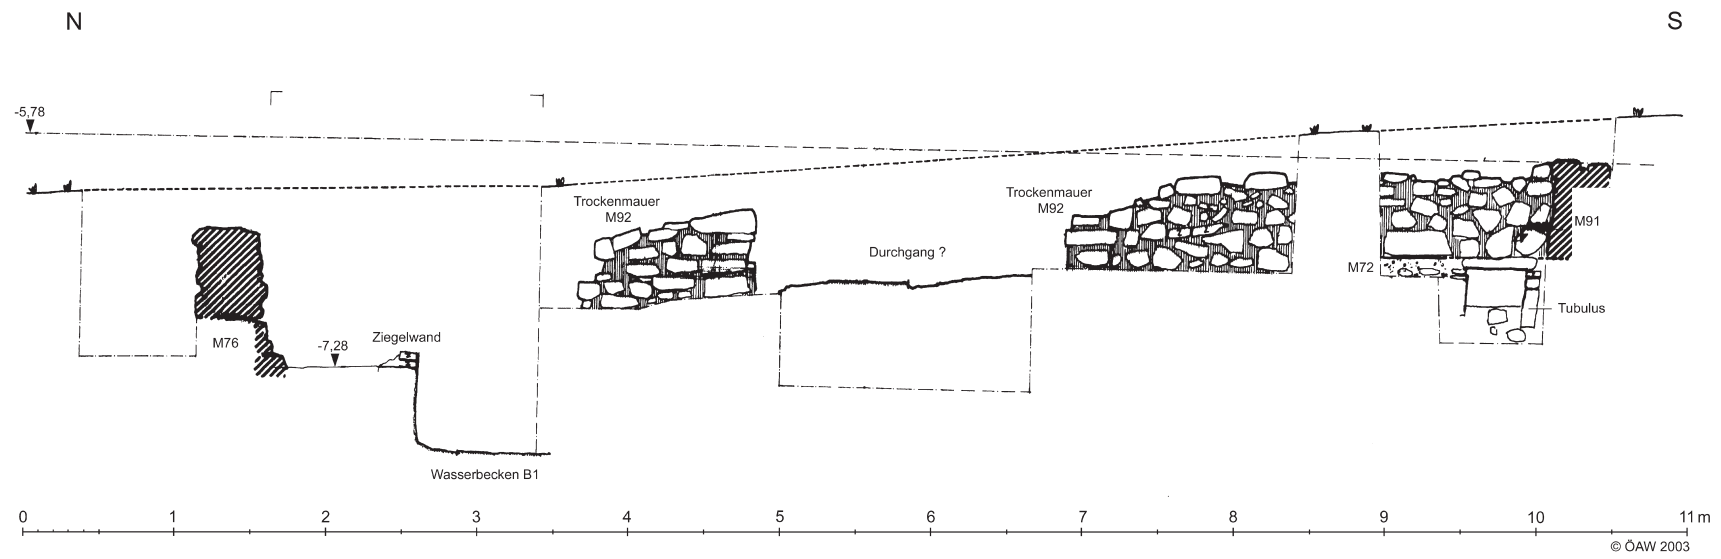 N
S
-5,78
Trockenmauer
M92
Trockenmauer
M92
Durchgang ?
M91
M72
Tubulus
M76
Ziegelwand
-7,28
Wasserbecken B1
0 1 2 3 4 5 6 7 8 9 10 11 m
© ÖAW 2003